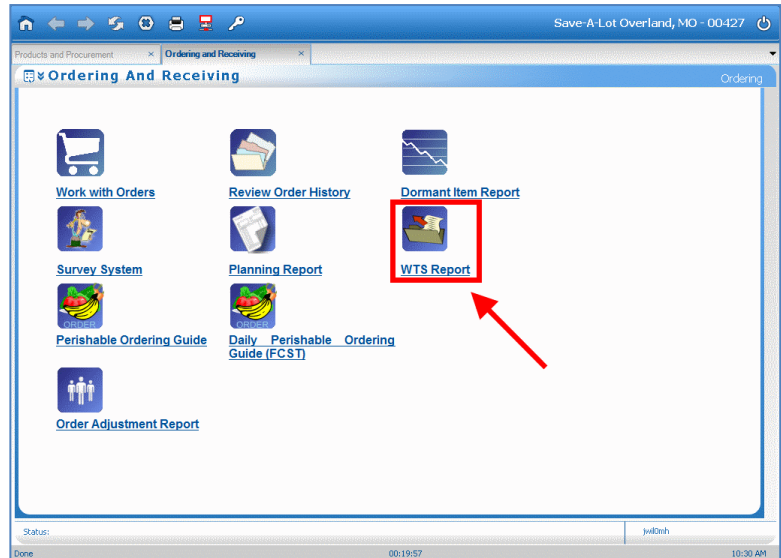 Save-A-Lot Overland, MO - 00427
Products and Procurement × Ordering and Receiving ×
Ordering And Receiving
Ordering
Work with Orders
Review Order History
Dormant Item Report
Survey System
Planning Report
WTS Report
ORDER
ORDER
Perishable Ordering Guide
Daily Perishable Ordering
Guide (FCST)
Order Adjustment Report
Status:
jwil0mh
Done
00:19:57
10:30 AM